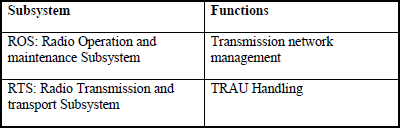 Subsystem Functions
ROS: Radio Operation and Transmission network
maintenance Subsystem management
RTS: Radio Transmission and TRAU Handling
transport Subsystem